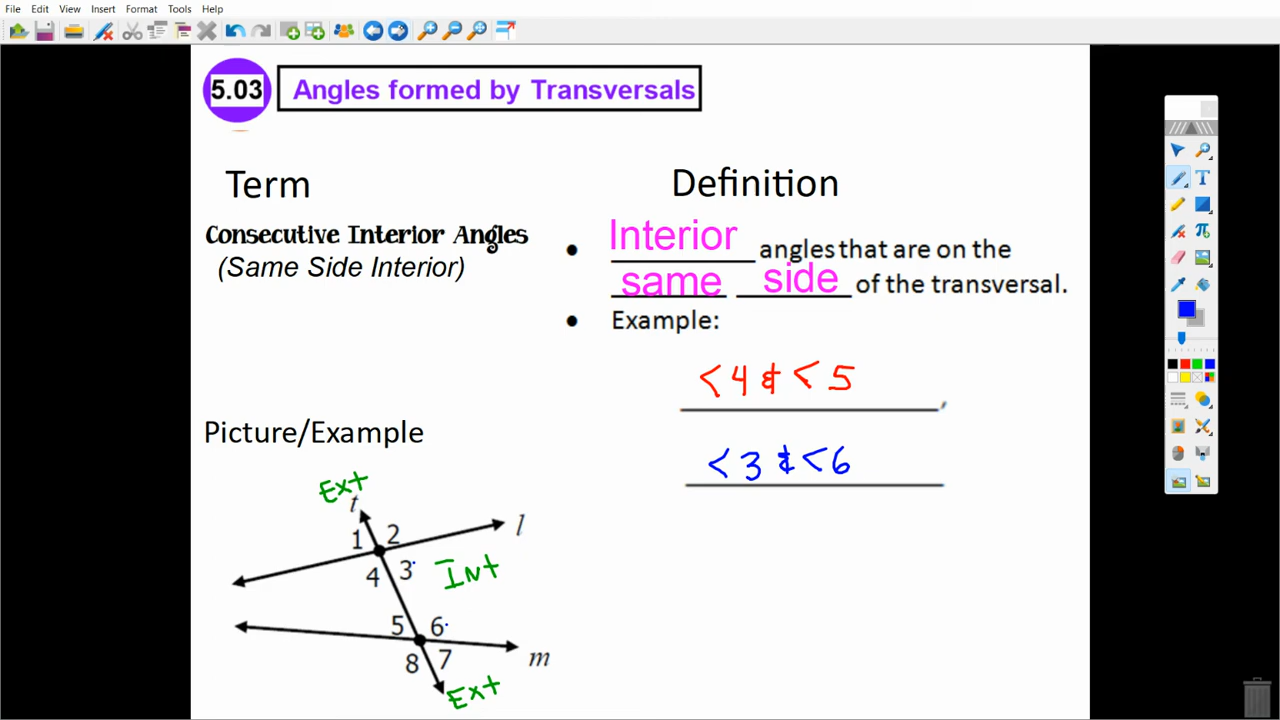 File Edit View Insert Format Tools Help
5.03 Angles formed by Transversals
Term
Definition
Consecutive Interior Angles
(Same Side Interior)
• Interior angles that are on the
same side of the transversal.
• Example:
<4 & <5,
<3 & <6
Picture/Example
Ext
t
1 2
l
4 3
Int
5 6
m
8 7
Ext